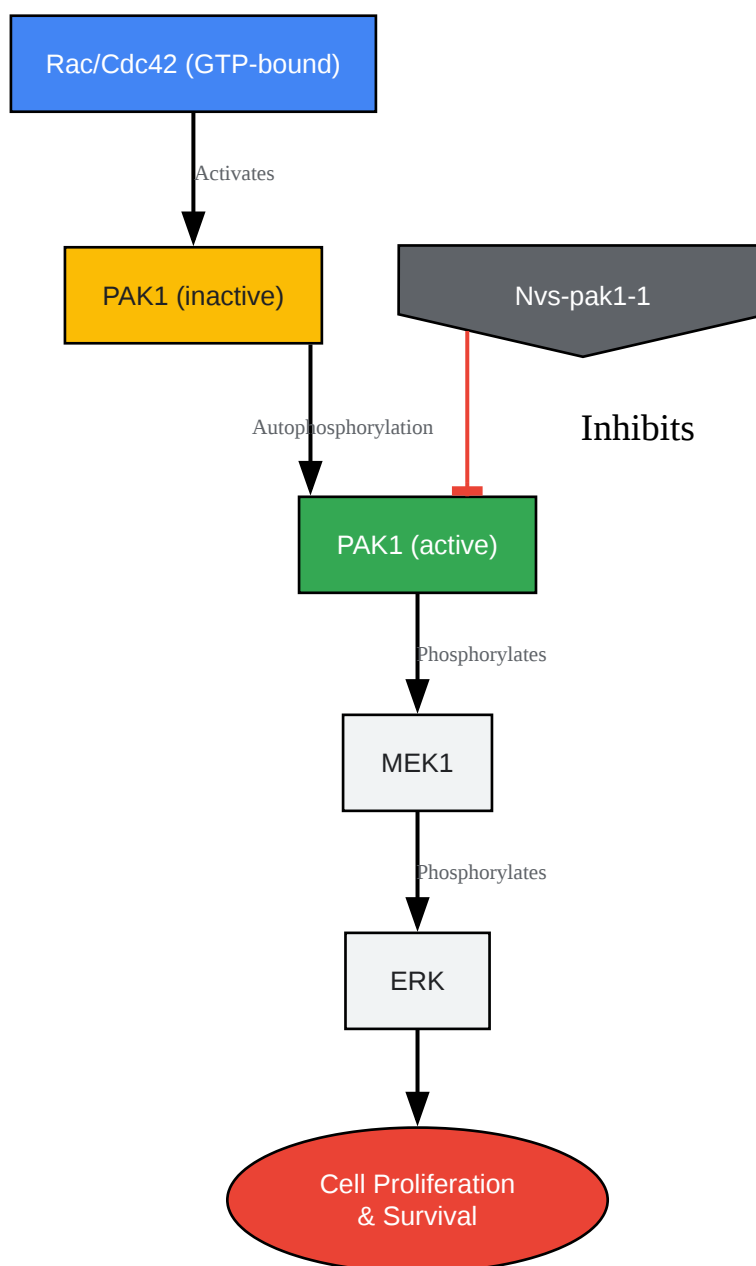 Rac/Cdc42 (GTP-bound)
Activates
PAK1 (inactive)
Nvs-pak1-1
Autophosphorylation
Inhibits
PAK1 (active)
Phosphorylates
MEK1
Phosphorylates
ERK
Cell Proliferation
& Survival